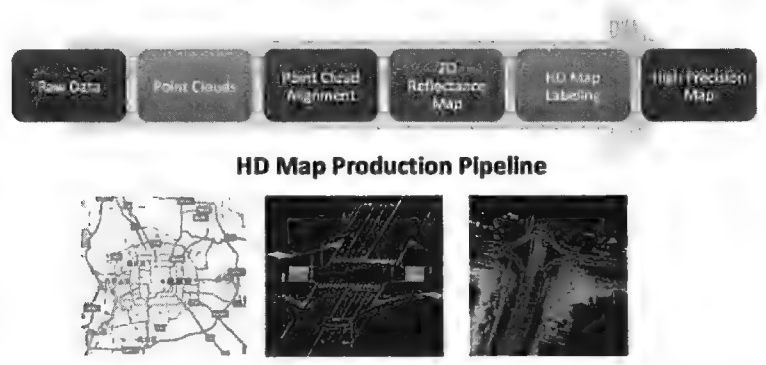 Raw Data
Point Clouds
Point Cloud
Alignment
2D
Reflectance
Map
HD Map
Labeling
High Precision
Map
HD Map Production Pipeline